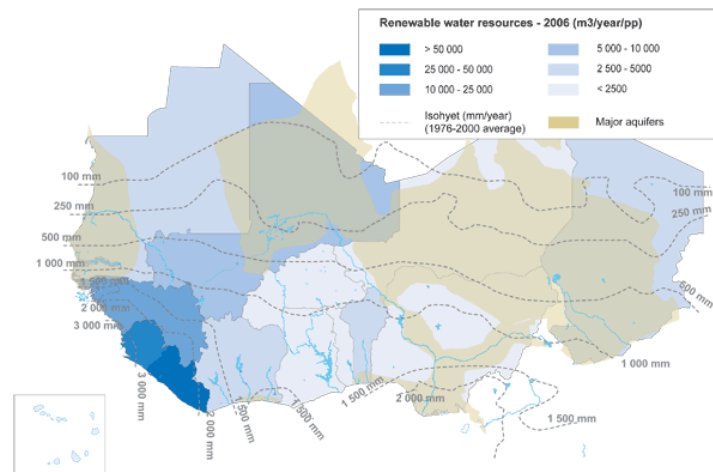 Renewable water resources - 2006 (m3/year/pp)
> 50 000
25 000 - 50 000
10 000 - 25 000
5 000 - 10 000
2 500 - 5000
< 2500
Isohyet (mm/year)
(1976-2000 average)
Major aquifers
100 mm
250 mm
500 mm
1 000 mm
2 000 mm
3 000 mm
3 000 mm
2 000 mm
1 500 mm
1 500 mm
2 000 mm
1 500 mm
1 000 mm
500 mm
250 mm
100 mm